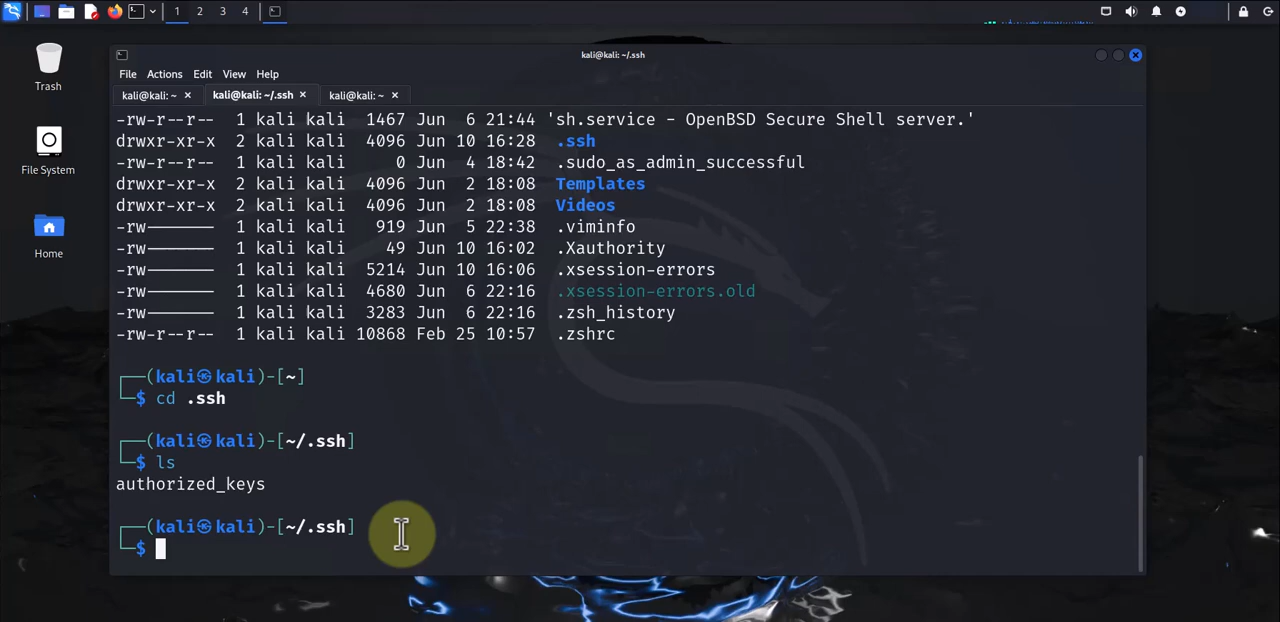 1 2 3 4
kali@kali: ~/.ssh
File Actions Edit View Help
kali@kali: ~ × kali@kali: ~/.ssh × kali@kali: ~ ×
Trash
File System
Home
-rw-r--r-- 1 kali kali 1467 Jun 6 21:44 'sh.service - OpenBSD Secure Shell server.'
drwxr-xr-x 2 kali kali 4096 Jun 10 16:28 .ssh
-rw-r--r-- 1 kali kali 0 Jun 4 18:42 .sudo_as_admin_successful
drwxr-xr-x 2 kali kali 4096 Jun 2 18:08 Templates
drwxr-xr-x 2 kali kali 4096 Jun 2 18:08 Videos
-rw------- 1 kali kali 919 Jun 5 22:38 .viminfo
-rw------- 1 kali kali 49 Jun 10 16:02 .Xauthority
-rw------- 1 kali kali 5214 Jun 10 16:06 .xsession-errors
-rw------- 1 kali kali 4680 Jun 6 22:16 .xsession-errors.old
-rw------- 1 kali kali 3283 Jun 6 22:16 .zsh_history
-rw-r--r-- 1 kali kali 10868 Feb 25 10:57 .zshrc
┌──(kali㉿kali)-[~]
└─$ cd .ssh
┌──(kali㉿kali)-[~/.ssh]
└─$ ls
authorized_keys
┌──(kali㉿kali)-[~/.ssh]
└─$